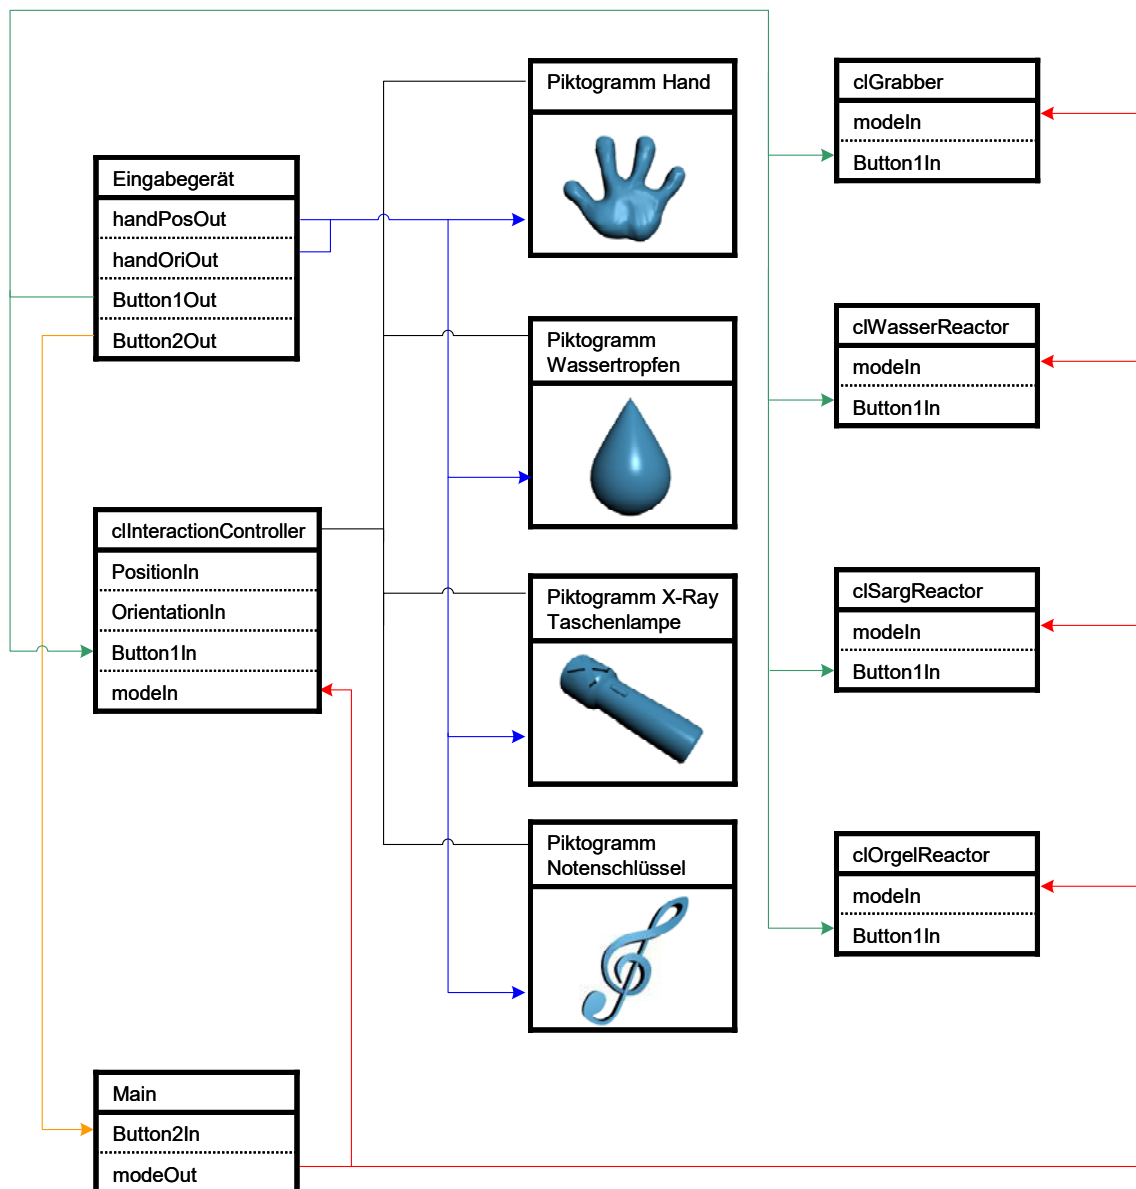 Piktogramm Hand
clGrabber
modeIn
Button1In
Eingabegerät
handPosOut
handOriOut
Button1Out
Button2Out
Piktogramm
Wassertropfen
clWasserReactor
modeIn
Button1In
clInteractionController
PositionIn
OrientationIn
Button1In
modeIn
Piktogramm X-Ray
Taschenlampe
clSargReactor
modeIn
Button1In
Piktogramm
Notenschlüssel
clOrgelReactor
modeIn
Button1In
Main
Button2In
modeOut